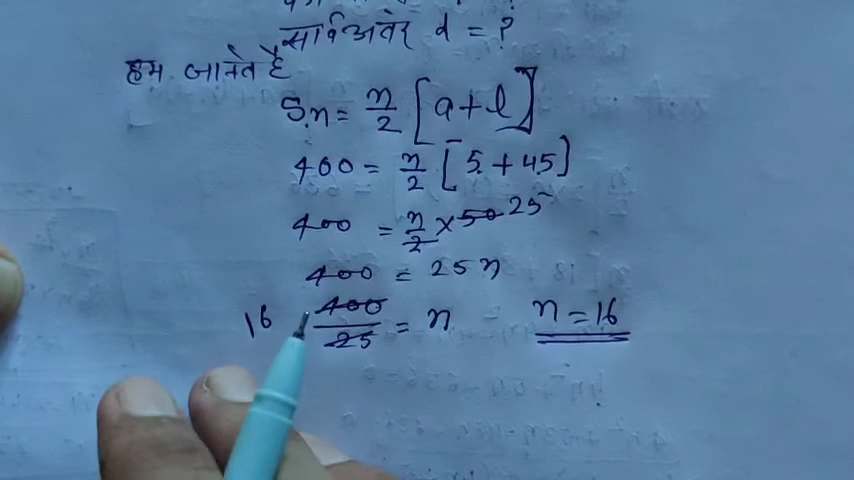 सार्वअंतर d = ?
हम जानते है
Sn = n/2 [a+l]
400 = n/2 [5+45]
400 = n/2 × 50 25
400 = 25n
16 400/25 = n n = 16